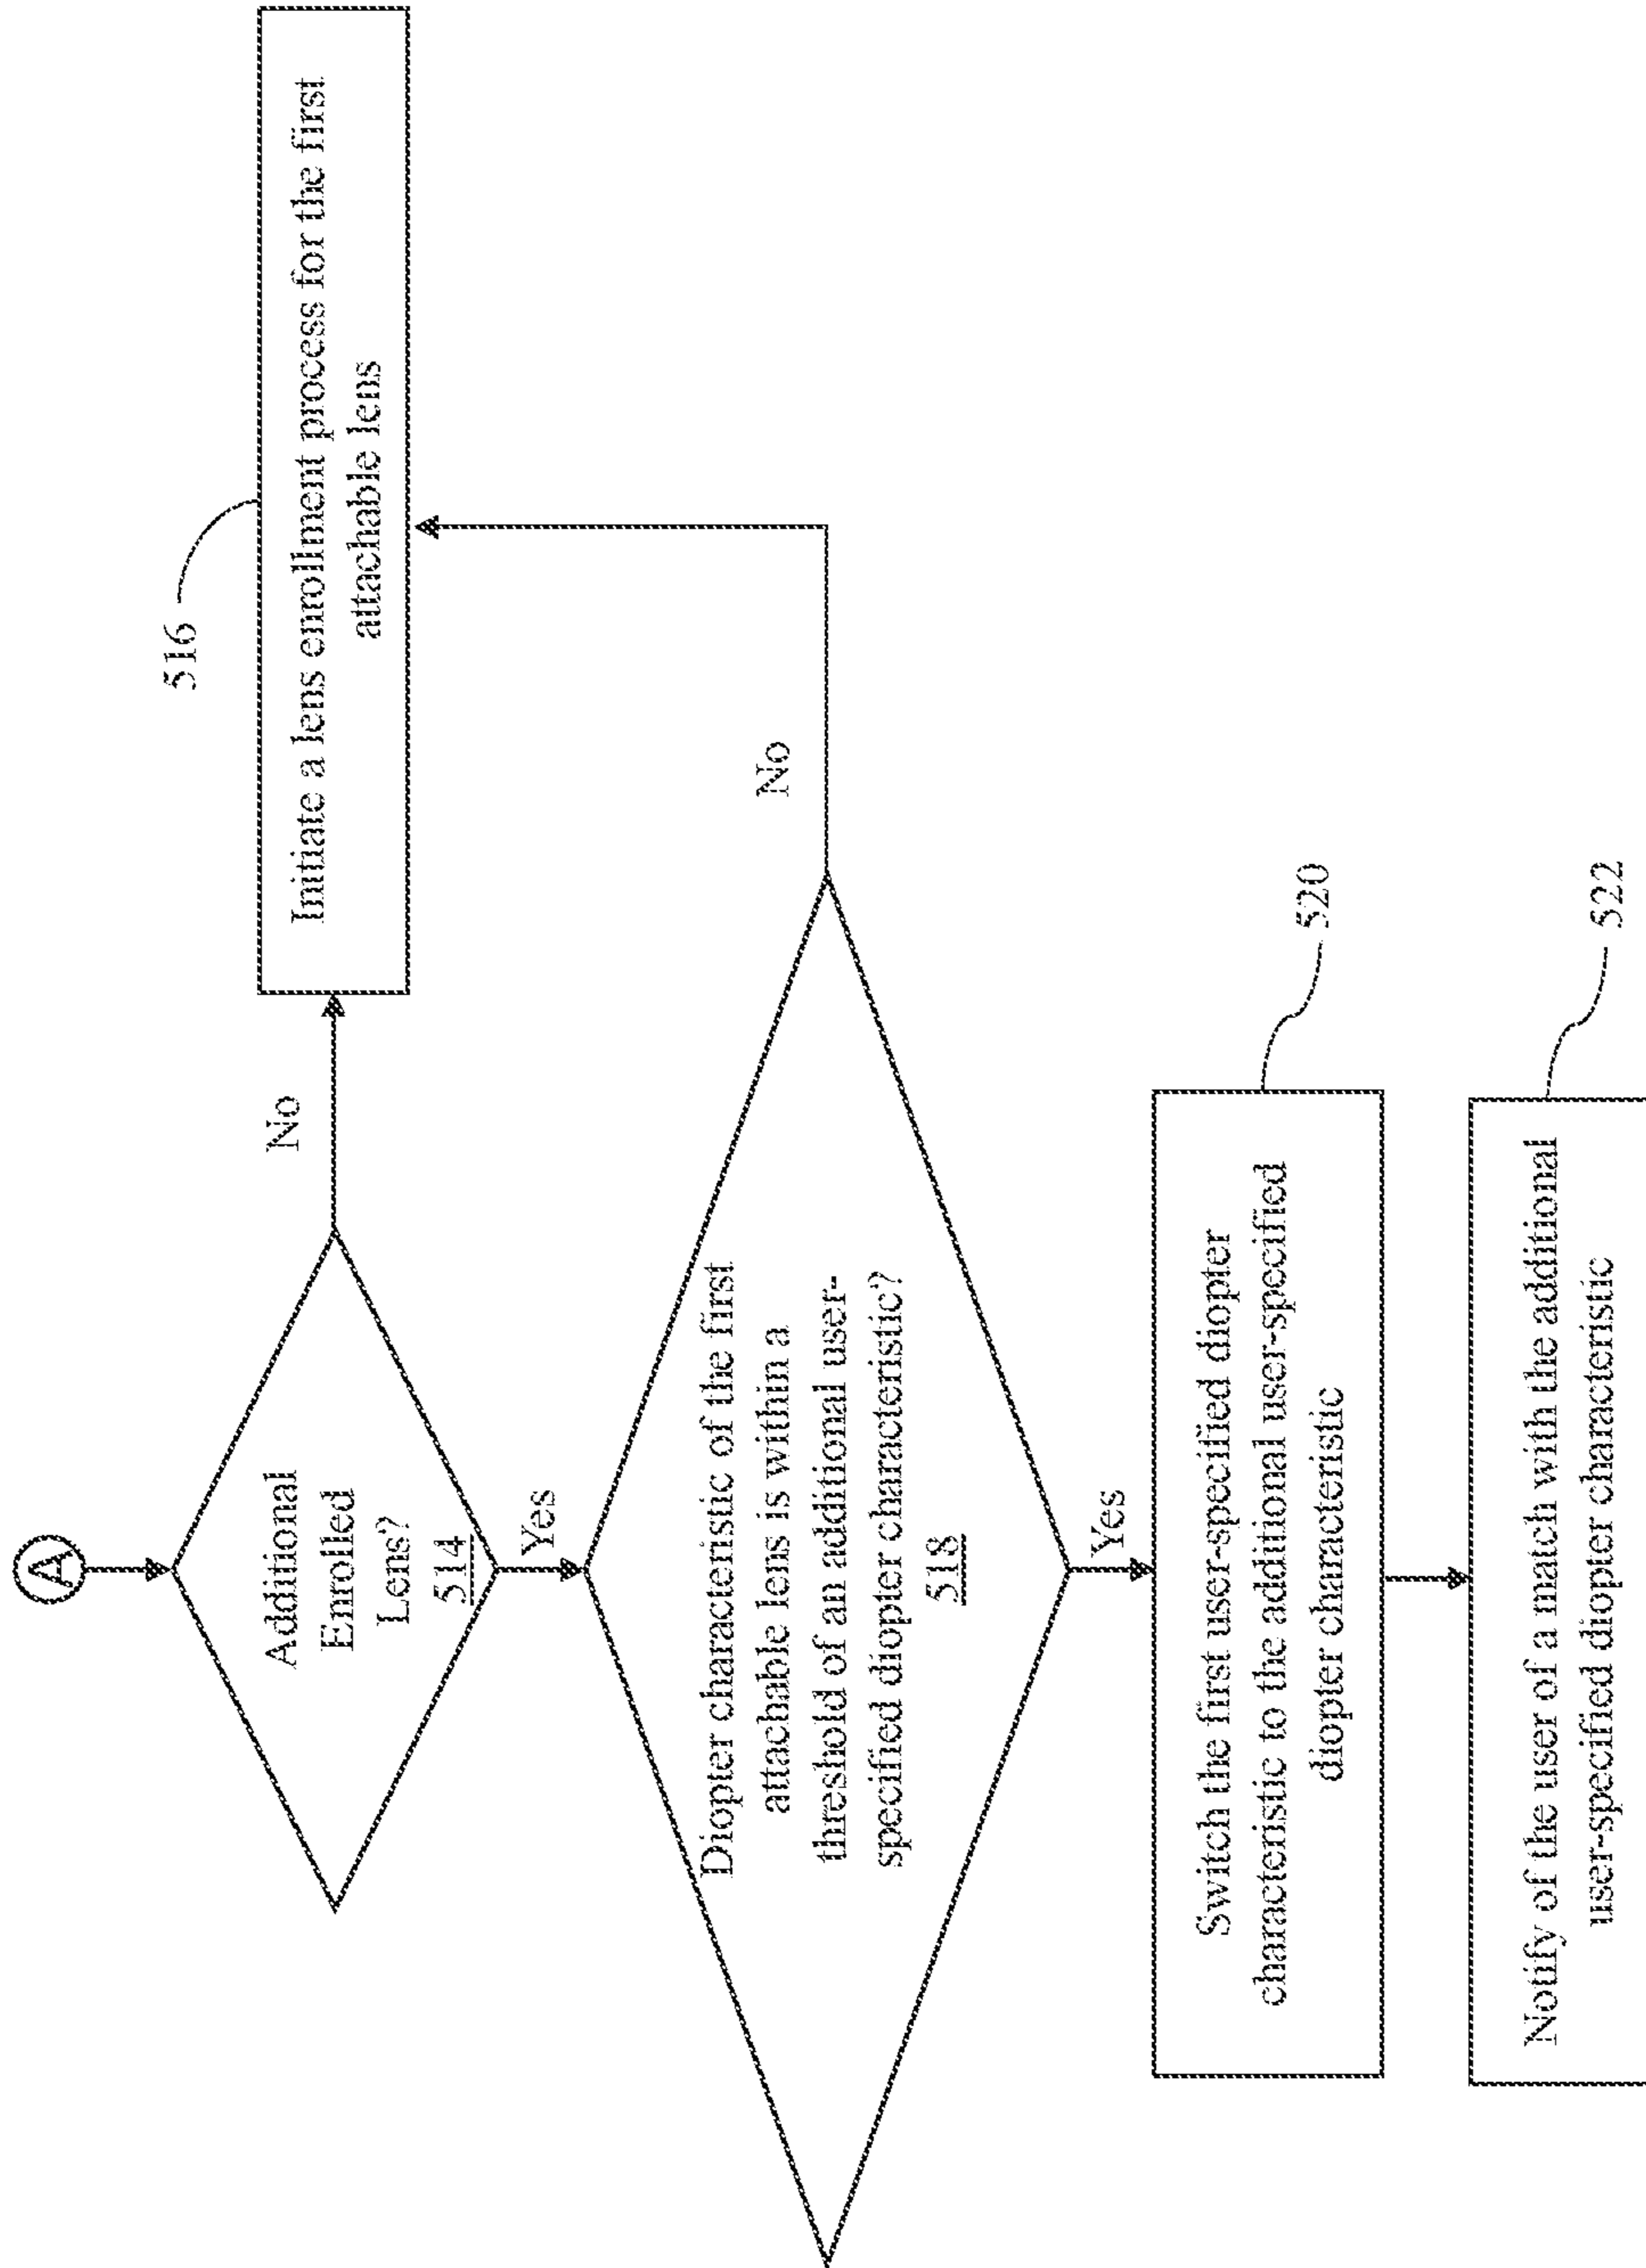 A
Additional
Enrolled
Lens?
514
No
Initiate a lens enrollment process for the first
attachable lens
516
Yes
Diopter characteristic of the first
attachable lens is within a
threshold of an additional user-
specified diopter characteristic?
518
No
Yes
Switch the first user-specified diopter
characteristic to the additional user-specified
diopter characteristic
520
Notify of the user of a match with the additional
user-specified diopter characteristic
522